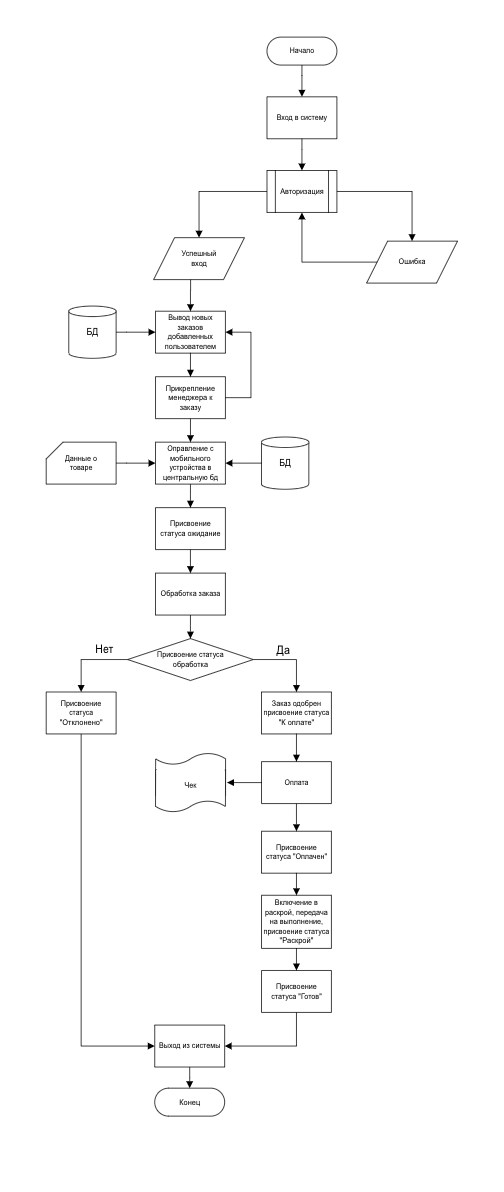 Начало
Вход в систему
Авторизация
Успешный
вход
Ошибка
Вывод новых
заказов
добавленных
пользователем
БД
Прикрепление
менеджера к
заказу
Данные о
товаре
Оправление с
мобильного
устройства в
центральную бд
БД
Присвоение
статуса ожидание
Обработка заказа
Нет
Присвоение статуса
обработка
Да
Присвоение
статуса
"Отклонено"
Заказ одобрен
присвоение статуса
"К оплате"
Чек
Оплата
Присвоение
статуса "Оплачен"
Включение в
раскрой, передача
на выполнение,
присвоение статуса
"Раскрой"
Присвоение
статуса "Готов"
Выход из системы
Конец